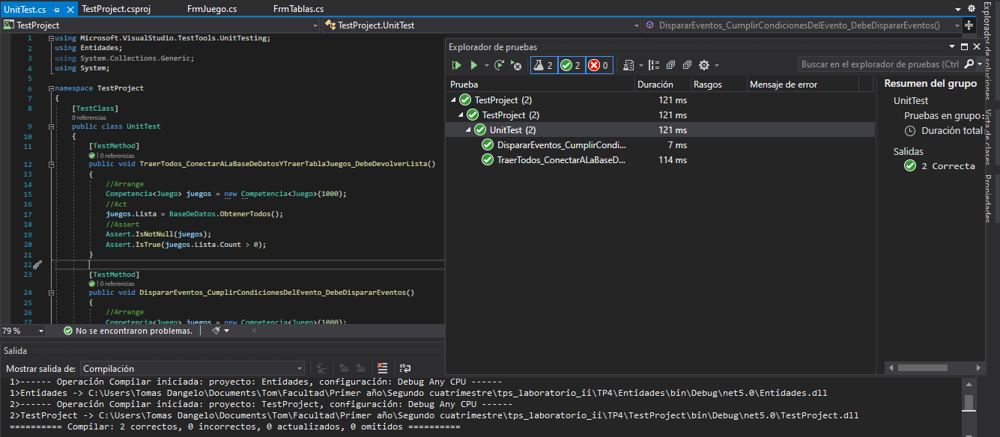 UnitTest.cs
TestProject.csproj
FrmJuego.cs
FrmTablas.cs
TestProject
TestProject.UnitTest
DispararEventos_CumplirCondicionesDelEvento_DebeDispararEventos()
1 using Microsoft.VisualStudio.TestTools.UnitTesting;
2 using Entidades;
3 using System.Collections.Generic;
4 using System;
5
6 namespace TestProject
7 {
8 [TestClass]
0 referencias
9 public class UnitTest
10 {
11 [TestMethod]
| 0 referencias
12 public void TraerTodos_ConectarALaBaseDeDatosYTraerTablaJuegos_DebeDevolverLista()
13 {
14 //Arrange
15 Competencia<Juego> juegos = new Competencia<Juego>(1000);
16 //Act
17 juegos.Lista = BaseDeDatos.ObtenerTodos();
18 //Assert
19 Assert.IsNotNull(juegos);
20 Assert.IsTrue(juegos.Lista.Count > 0);
21 }
22
23 [TestMethod]
| 0 referencias
24 public void DispararEventos_CumplirCondicionesDelEvento_DebeDispararEventos()
25 {
26 //Arrange
27 Competencia<Juego> juegos = new Competencia<Juego>(1000);
79 %
No se encontraron problemas.
Explorador de pruebas
2 2 0
Buscar en el explorador de pruebas (Ctrl
Prueba Duración Rasgos Mensaje de error
TestProject (2) 121 ms
TestProject (2) 121 ms
UnitTest (2) 121 ms
DispararEventos_CumplirCondi... 7 ms
TraerTodos_ConectarALaBaseD... 114 ms
Resumen del grupo
UnitTest
Pruebas en grupo:
Duración total:
Salidas
2 Correcta
Explorador de soluciones
Vista de clases
Propiedades
Salida
Mostrar salida de: Compilación
1>------ Operación Compilar iniciada: proyecto: Entidades, configuración: Debug Any CPU ------
1>Entidades -> C:\Users\Tomas Dangelo\Documents\Tom\Facultad\Primer año\Segundo cuatrimestre\tps_laboratorio_ii\TP4\Entidades\bin\Debug\net5.0\Entidades.dll
2>------ Operación Compilar iniciada: proyecto: TestProject, configuración: Debug Any CPU ------
2>TestProject -> C:\Users\Tomas Dangelo\Documents\Tom\Facultad\Primer año\Segundo cuatrimestre\tps_laboratorio_ii\TP4\TestProject\bin\Debug\net5.0\TestProject.dll
========== Compilar: 2 correctos, 0 incorrectos, 0 actualizados, 0 omitidos ==========